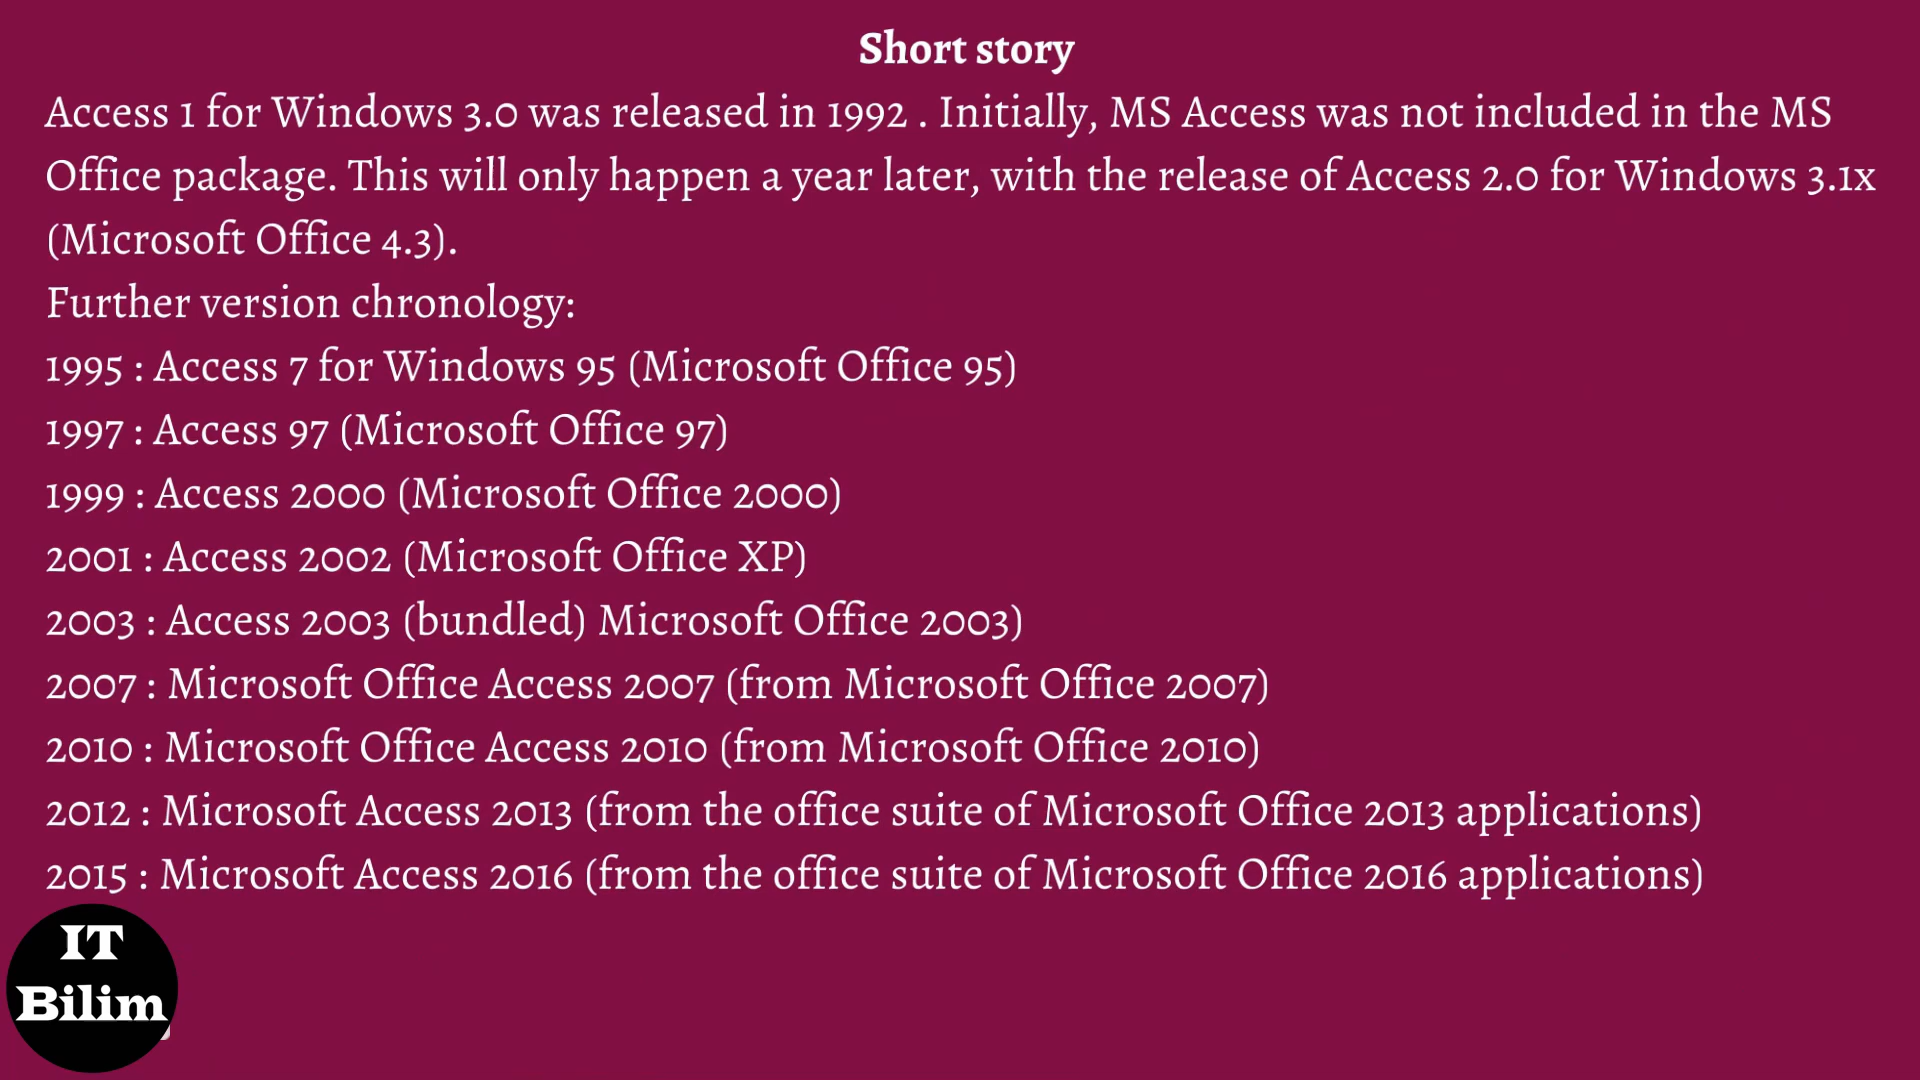 Short story
Access 1 for Windows 3.0 was released in 1992 . Initially, MS Access was not included in the MS
Office package. This will only happen a year later, with the release of Access 2.0 for Windows 3.1x
(Microsoft Office 4.3).
Further version chronology:
1995 : Access 7 for Windows 95 (Microsoft Office 95)
1997 : Access 97 (Microsoft Office 97)
1999 : Access 2000 (Microsoft Office 2000)
2001 : Access 2002 (Microsoft Office XP)
2003 : Access 2003 (bundled) Microsoft Office 2003)
2007 : Microsoft Office Access 2007 (from Microsoft Office 2007)
2010 : Microsoft Office Access 2010 (from Microsoft Office 2010)
2012 : Microsoft Access 2013 (from the office suite of Microsoft Office 2013 applications)
2015 : Microsoft Access 2016 (from the office suite of Microsoft Office 2016 applications)
IT
Bilim